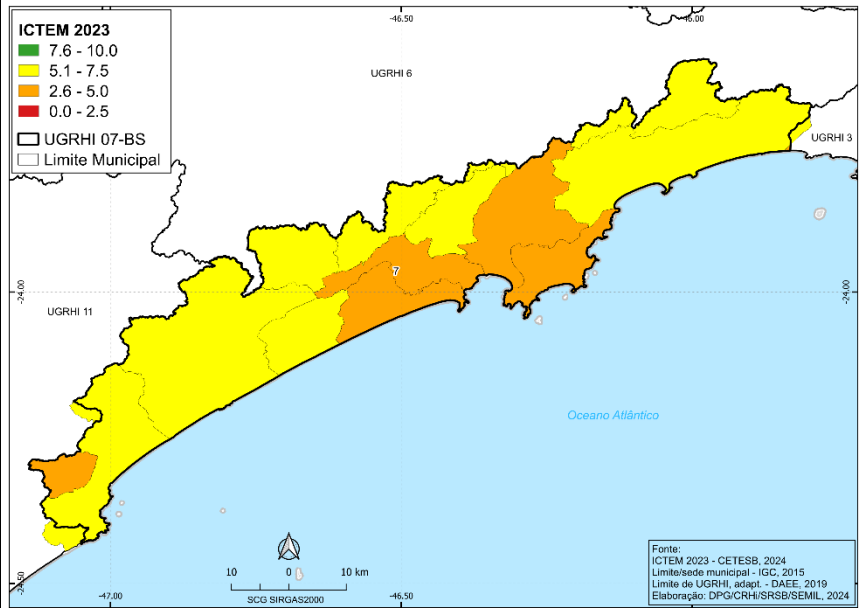 -46.50
-46.00
ICTEM 2023
7.6 - 10.0
5.1 - 7.5
2.6 - 5.0
0.0 - 2.5
UGRHI 07-BS
Limite Municipal
UGRHI 6
UGRHI 3
7
-24.00
-24.00
UGRHI 11
Oceano Atlântico
10 0 10 km
SCG SIRGAS2000
Fonte:
ICTEM 2023 - CETESB, 2024
Limite/sede municipal - IGC, 2015
Limite de UGRHI, adapt. - DAEE, 2019
Elaboração: DPG/CRHi/SRSB/SEMIL, 2024
-24.50
-47.00
-46.50